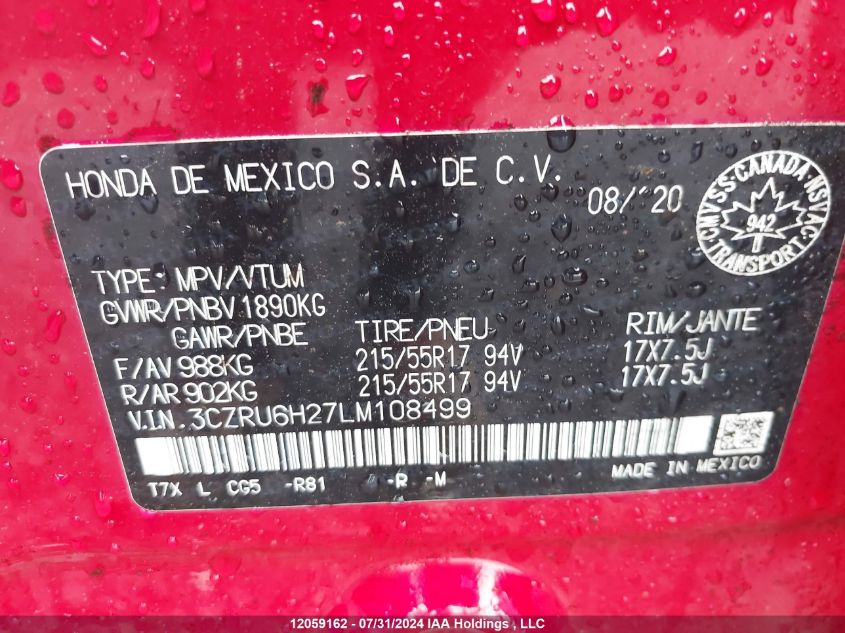 HONDA DE MEXICO S.A. DE C.V.
08/'20
CMVSS-CANADA-NSVAC
942
TRANSPORT
TYPE: MPV/VTUM
GVWR/PNBV 1890KG
GAWR/PNBE TIRE/PNEU RIM/JANTE
F/AV 988KG 215/55R17 94V 17X7.5J
R/AR 902KG 215/55R17 94V 17X7.5J
V.I.N. 3CZRU6H27LM108499
MADE IN MEXICO
T7X L CG5 -R81 -R -M
12059162 - 07/31/2024 IAA Holdings , LLC